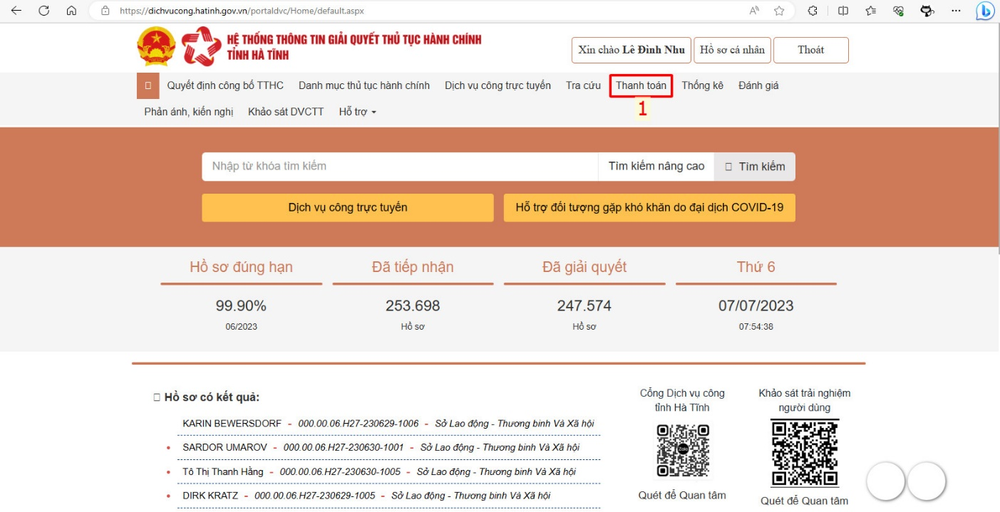 https://dichvucong.hatinh.gov.vn/portaldvc/Home/default.aspx
HỆ THỐNG THÔNG TIN GIẢI QUYẾT THỦ TỤC HÀNH CHÍNH
TỈNH HÀ TĨNH
Xin chào Lê Đình Nhu Hồ sơ cá nhân Thoát
Quyết định công bố TTHC Danh mục thủ tục hành chính Dịch vụ công trực tuyến Tra cứu Thanh toán Thống kê Đánh giá
1
Phản ánh, kiến nghị Khảo sát DVCTT Hỗ trợ
Nhập từ khóa tìm kiếm Tìm kiếm nâng cao Tìm kiếm
Dịch vụ công trực tuyến Hỗ trợ đối tượng gặp khó khăn do đại dịch COVID-19
Hồ sơ đúng hạn Đã tiếp nhận Đã giải quyết Thứ 6
99.90% 253.698 247.574 07/07/2023
06/2023 Hồ sơ Hồ sơ 07:54:38
Hồ sơ có kết quả:
KARIN BEWERSDORF - 000.00.06.H27-230629-1006 - Sở Lao động - Thương binh Và Xã hội
SARDOR UMAROV - 000.00.06.H27-230630-1001 - Sở Lao động - Thương binh Và Xã hội
Tô Thị Thanh Hằng - 000.00.06.H27-230630-1005 - Sở Lao động - Thương binh Và Xã hội
DIRK KRATZ - 000.00.06.H27-230629-1005 - Sở Lao động - Thương binh Và Xã hội
Cổng Dịch vụ công
tỉnh Hà Tĩnh
Zalo
Quét để Quan tâm
Khảo sát trải nghiệm
người dùng
Quét để Quan tâm